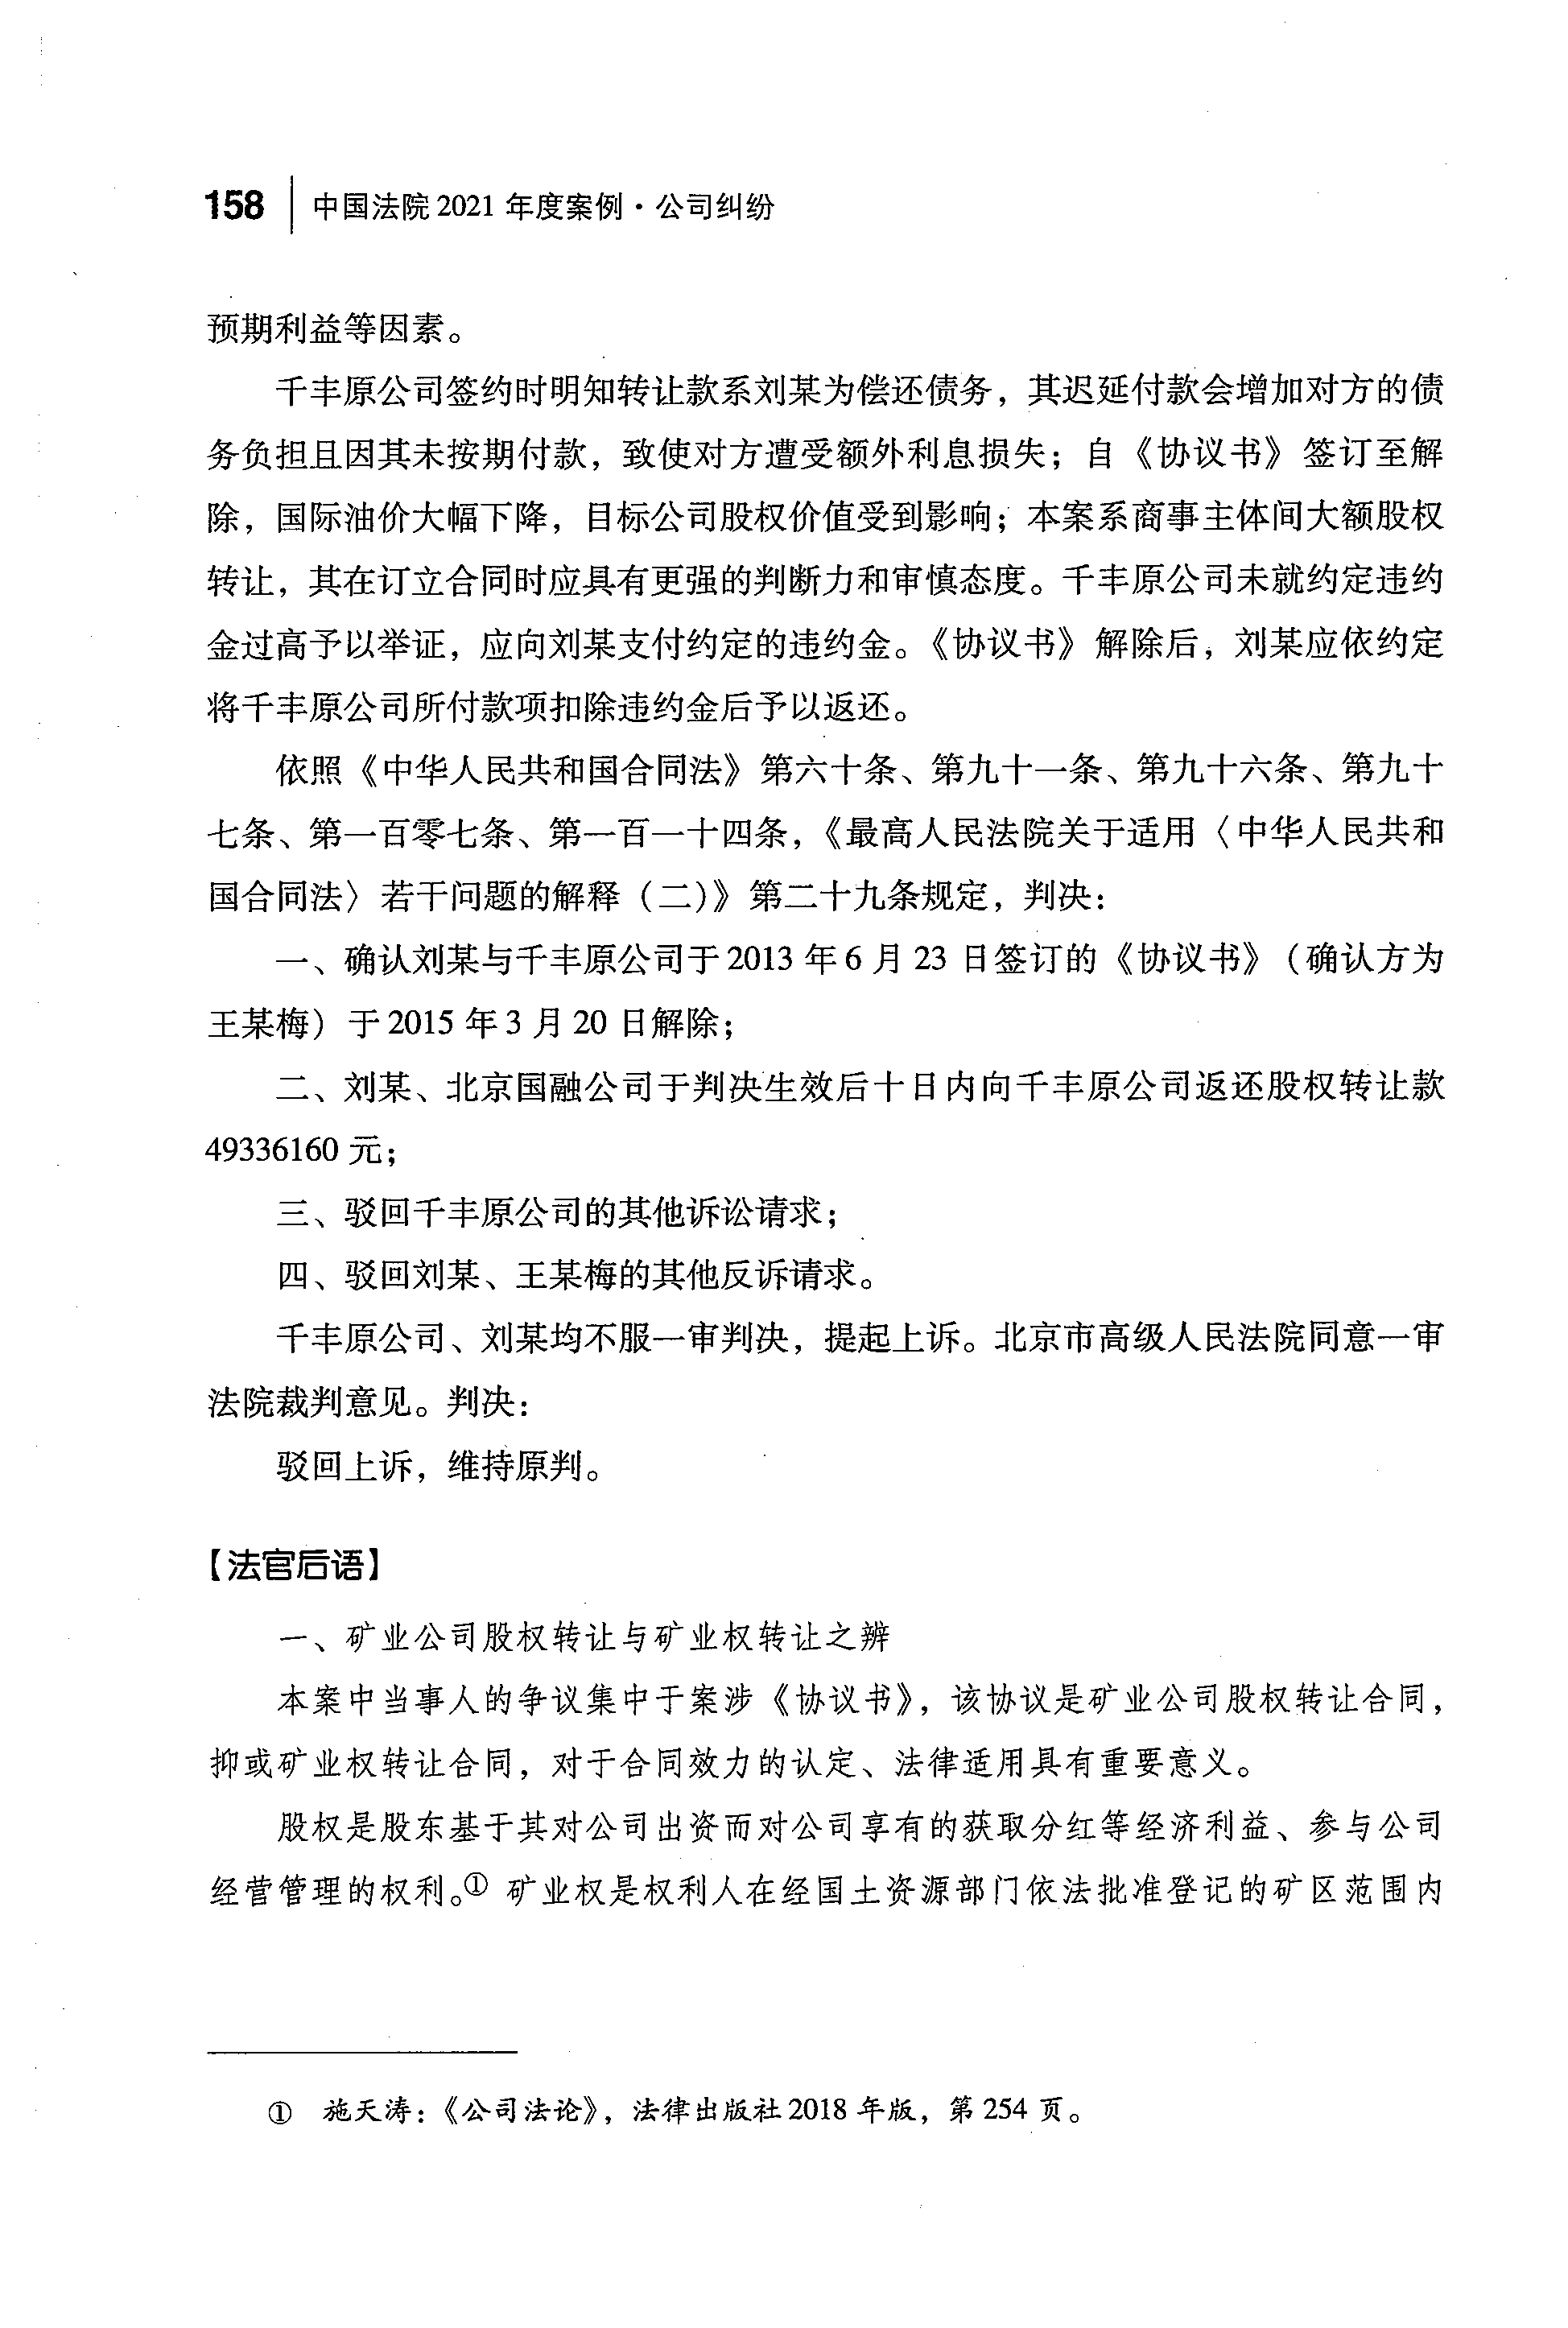 158 | 中国法院2021年度案例·公司纠纷
预期利益等因素。
千丰原公司签约时明知转让款系刘某为偿还债务，其迟延付款会增加对方的债
务负担且因其未按期付款，致使对方遭受额外利息损失；自《协议书》签订至解
除，国际油价大幅下降，目标公司股权价值受到影响；本案系商事主体间大额股权
转让，其在订立合同时应具有更强的判断力和审慎态度。千丰原公司未就约定违约
金过高予以举证，应向刘某支付约定的违约金。《协议书》解除后，刘某应依约定
将千丰原公司所付款项扣除违约金后予以返还。
依照《中华人民共和国合同法》第六十条、第九十一条、第九十六条、第九十
七条、第一百零七条、第一百一十四条，《最高人民法院关于适用〈中华人民共和
国合同法〉若干问题的解释（二）》第二十九条规定，判决：
一、确认刘某与千丰原公司于2013年6月23日签订的《协议书》（确认方为
王某梅）于2015年3月20日解除；
二、刘某、北京国融公司于判决生效后十日内向千丰原公司返还股权转让款
49336160元；
三、驳回千丰原公司的其他诉讼请求；
四、驳回刘某、王某梅的其他反诉请求。
千丰原公司、刘某均不服一审判决，提起上诉。北京市高级人民法院同意一审
法院裁判意见。判决：
驳回上诉，维持原判。
【法官后语】
一、矿业公司股权转让与矿业权转让之辨
本案中当事人的争议集中于案涉《协议书》，该协议是矿业公司股权转让合同，
抑或矿业权转让合同，对于合同效力的认定、法律适用具有重要意义。
股权是股东基于其对公司出资而对公司享有的获取分红等经济利益、参与公司
经营管理的权利。① 矿业权是权利人在经国土资源部门依法批准登记的矿区范围内
① 施天涛：《公司法论》，法律出版社2018年版，第254页。